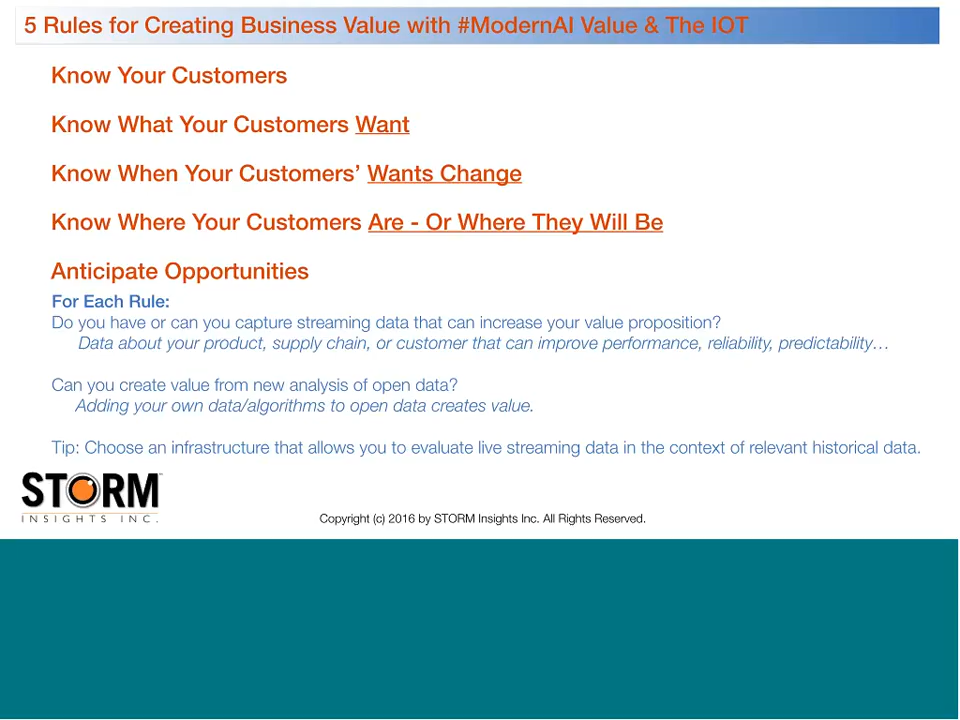 5 Rules for Creating Business Value with #ModernAI Value & The IOT
Know Your Customers
Know What Your Customers Want
Know When Your Customers’ Wants Change
Know Where Your Customers Are - Or Where They Will Be
Anticipate Opportunities
For Each Rule:
Do you have or can you capture streaming data that can increase your value proposition?
Data about your product, supply chain, or customer that can improve performance, reliability, predictability…
Can you create value from new analysis of open data?
Adding your own data/algorithms to open data creates value.
Tip: Choose an infrastructure that allows you to evaluate live streaming data in the context of relevant historical data.
STORM
INSIGHTS INC.
Copyright (c) 2016 by STORM Insights Inc. All Rights Reserved.